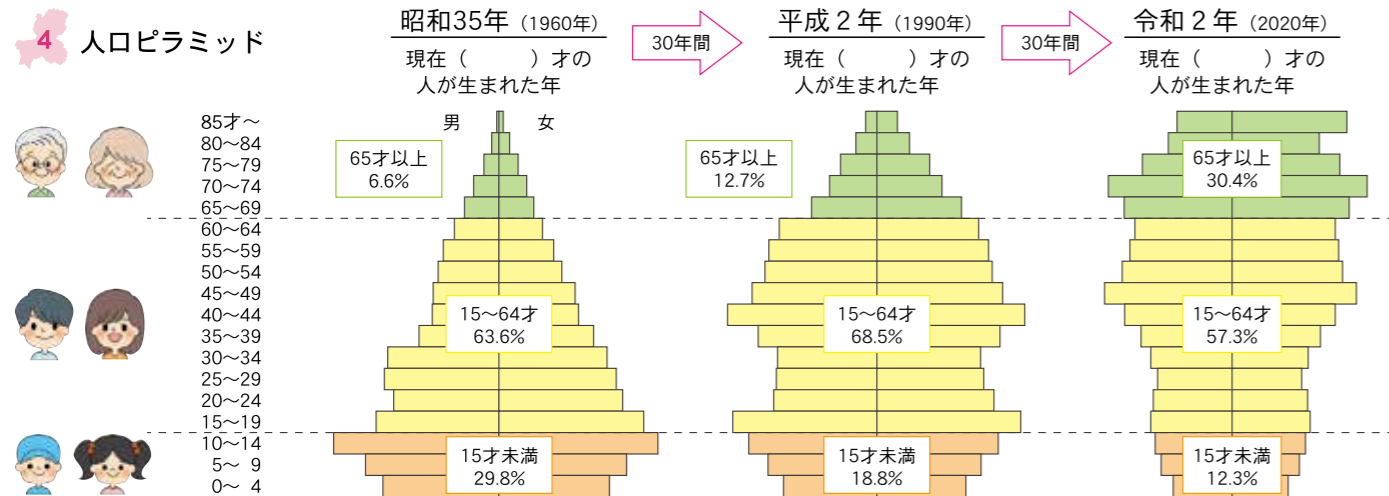 4 人口ピラミッド
昭和35年（1960年）
現在（　　　）才の
人が生まれた年
30年間
平成２年（1990年）
現在（　　　）才の
人が生まれた年
30年間
令和２年（2020年）
現在（　　　）才の
人が生まれた年
男 女
85才～
80～84
75～79
70～74
65～69
60～64
55～59
50～54
45～49
40～44
35～39
30～34
25～29
20～24
15～19
10～14
5～ 9
0～ 4
65才以上
6.6%
15～64才
63.6%
15才未満
29.8%
65才以上
12.7%
15～64才
68.5%
15才未満
18.8%
65才以上
30.4%
15～64才
57.3%
15才未満
12.3%